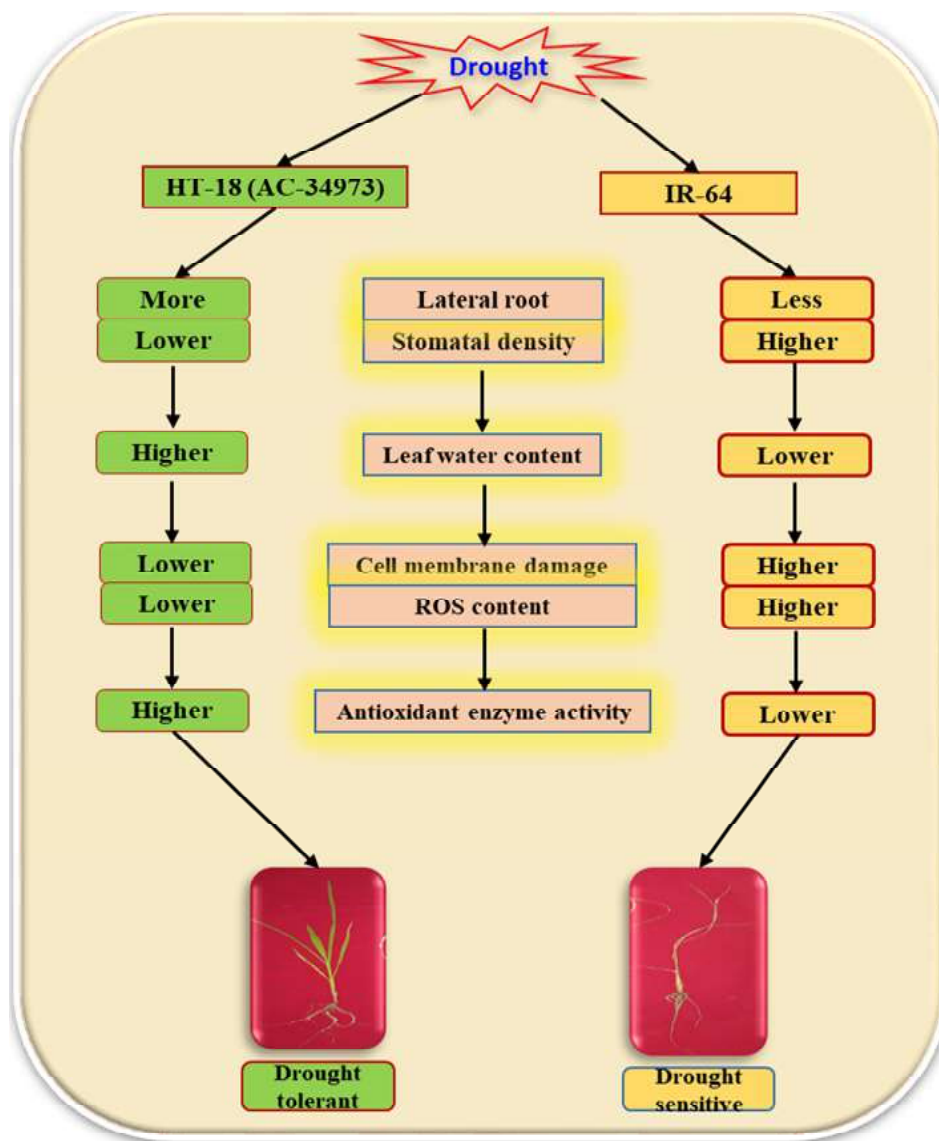 Drought
HT-18 (AC-34973)
IR-64
More
Lateral root
Less
Lower
Stomatal density
Higher
Higher
Leaf water content
Lower
Lower
Cell membrane damage
Higher
Lower
ROS content
Higher
Higher
Antioxidant enzyme activity
Lower
Drought
tolerant
Drought
sensitive